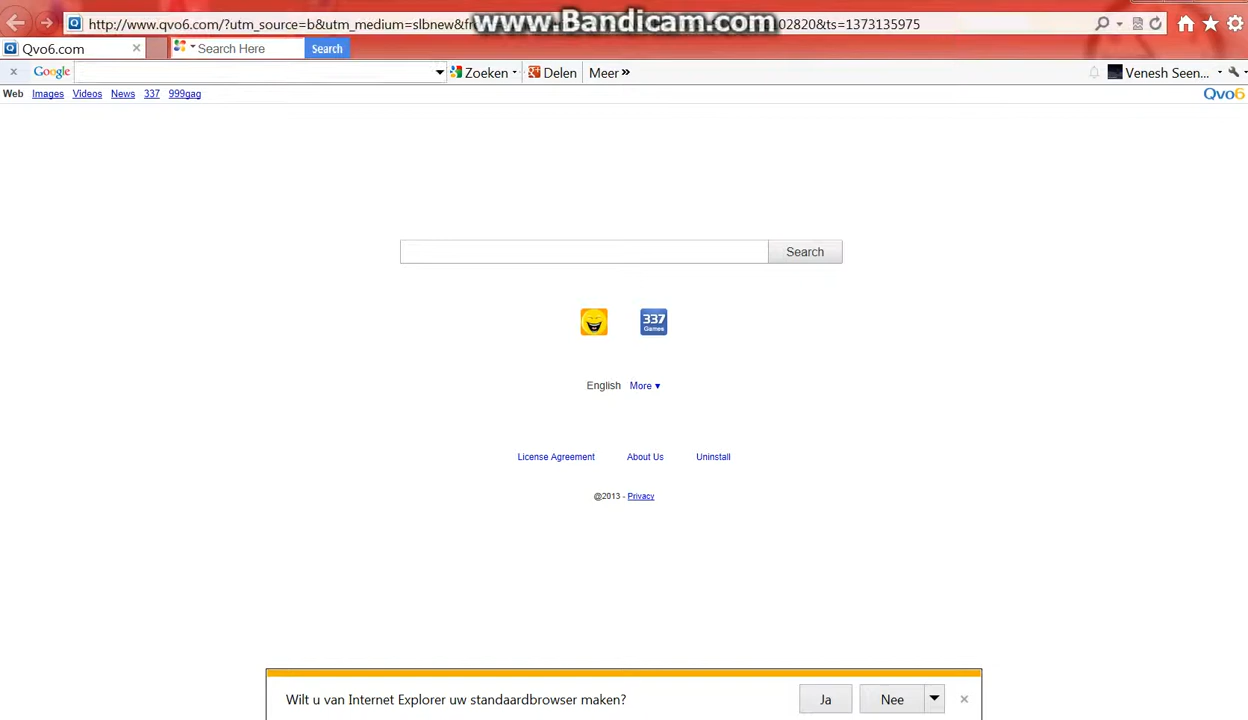 www.Bandicam.com
http://www.qvo6.com/?utm_source=b&utm_medium=slbnew&f 02820&ts=1373135975
Qvo6.com Search Here Search
Google Zoeken Delen Meer » Venesh Seen...
Web Images Videos News 337 999gag Qvo6
Search
337
Games
English More ▾
License Agreement About Us Uninstall
@2013 - Privacy
Wilt u van Internet Explorer uw standaardbrowser maken? Ja Nee